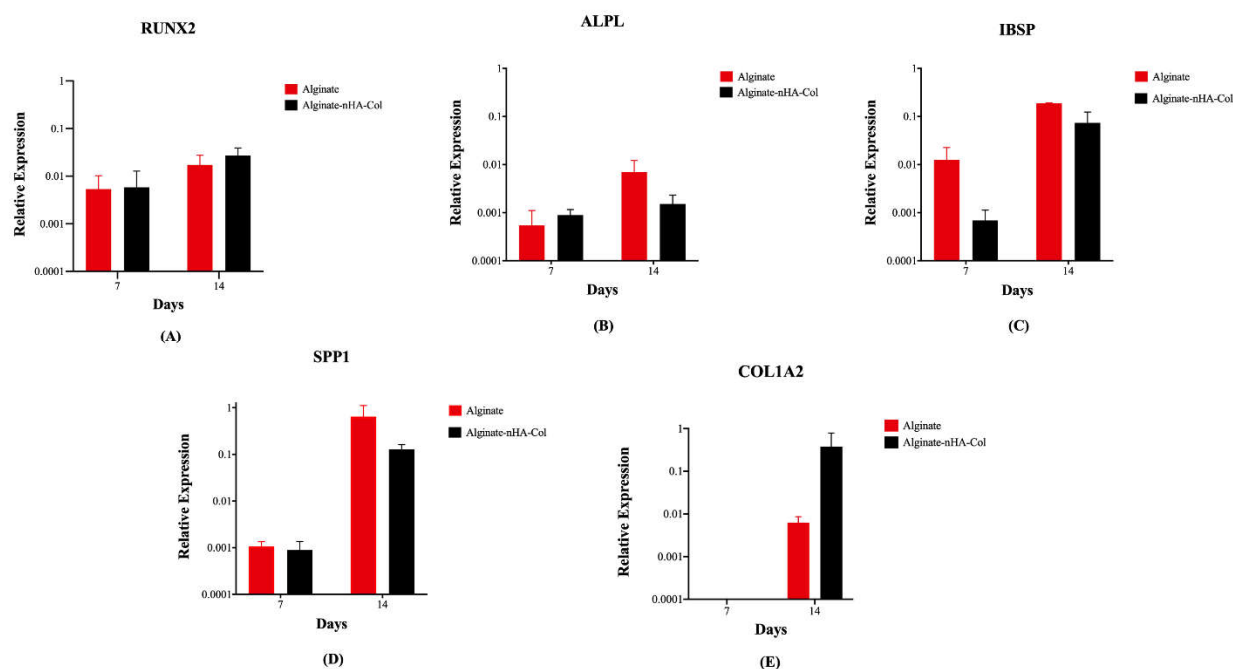 RUNX2
Relative Expression
1
0.1
0.01
0.001
0.0001
7
14
Days
Alginate
Alginate-nHA-Col
(A)
ALPL
Relative Expression
1
0.1
0.01
0.001
0.0001
7
14
Days
Alginate
Alginate-nHA-Col
(B)
IBSP
Relative Expression
1
0.1
0.01
0.001
0.0001
7
14
Days
Alginate
Alginate-nHA-Col
(C)
SPP1
Relative Expression
1
0.1
0.01
0.001
0.0001
7
14
Days
Alginate
Alginate-nHA-Col
(D)
COL1A2
Relative Expression
1
0.1
0.01
0.001
0.0001
7
14
Days
Alginate
Alginate-nHA-Col
(E)